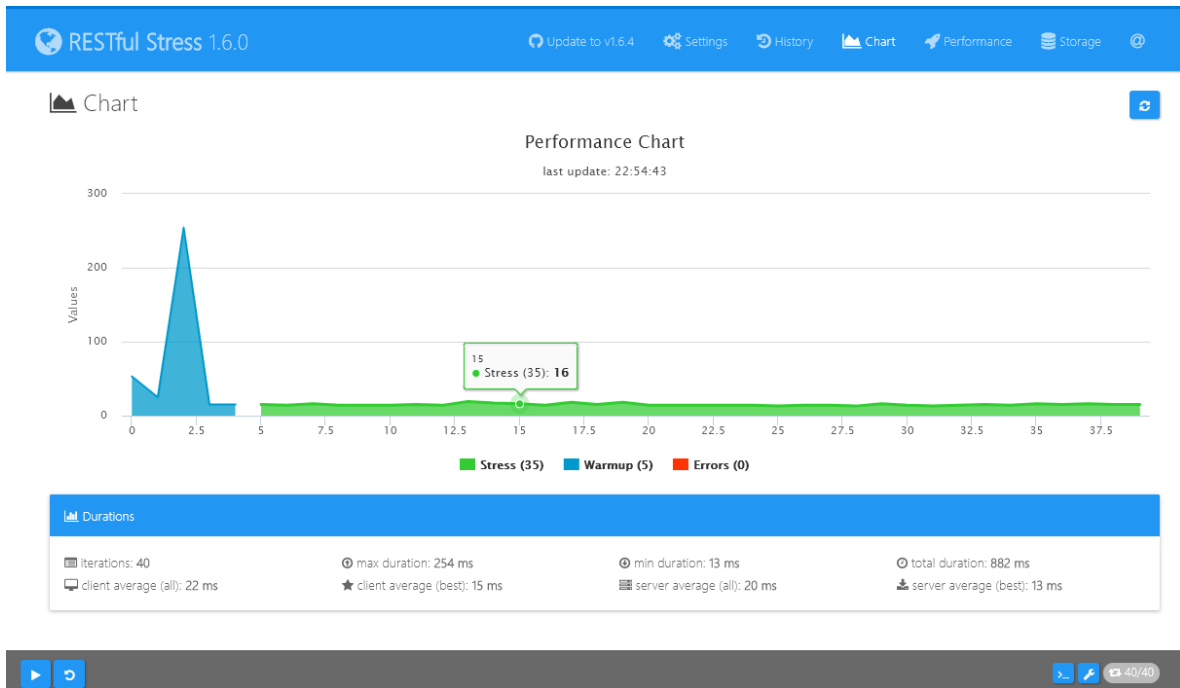 RESTful Stress 1.6.0
Update to v1.6.4 Settings History Chart Performance Storage @
Chart
Performance Chart
last update: 22:54:43
300
200
100
0
Values
15
Stress (35): 16
0 2.5 5 7.5 10 12.5 15 17.5 20 22.5 25 27.5 30 32.5 35 37.5
Stress (35) Warmup (5) Errors (0)
Durations
iterations: 40 max duration: 254 ms min duration: 13 ms total duration: 882 ms
client average (all): 22 ms client average (best): 15 ms server average (all): 20 ms server average (best): 13 ms
>_ 40/40